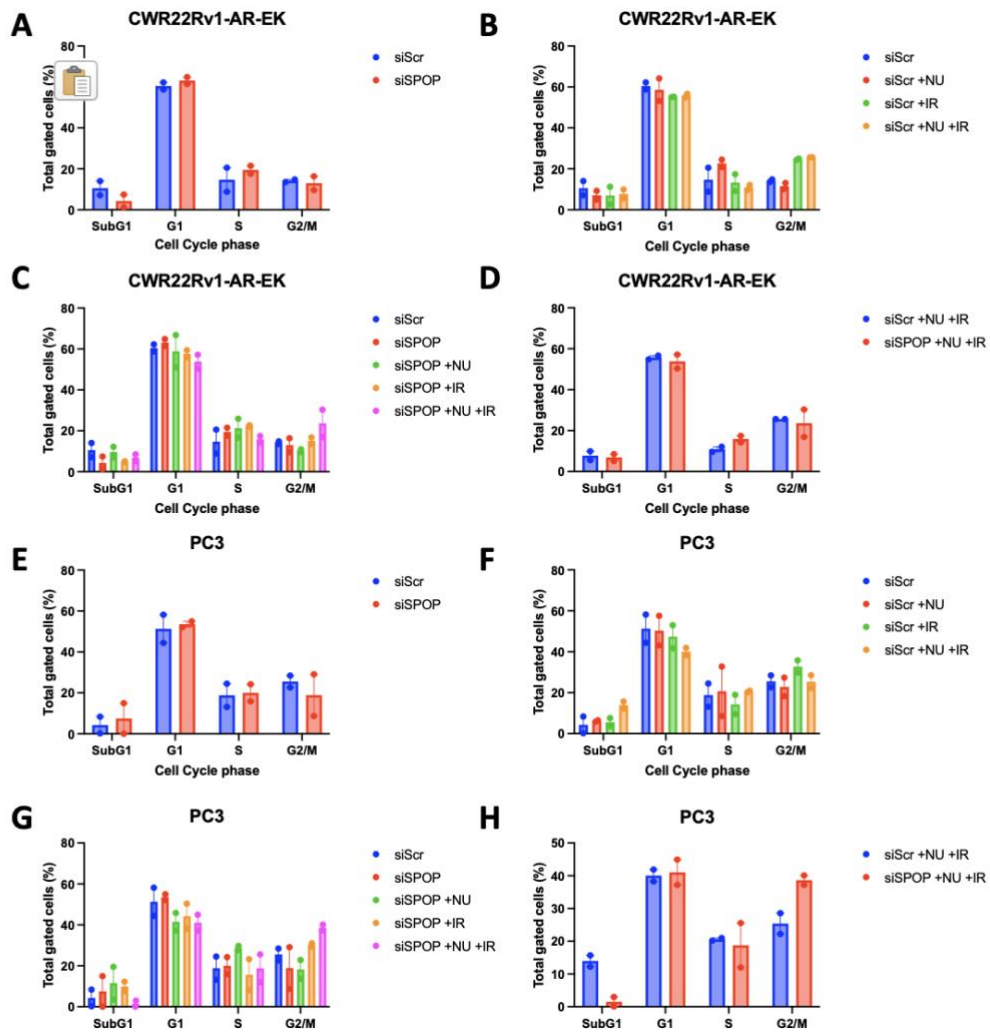 A
CWR22Rv1-AR-EK
Total gated cells (%)
80
60
40
20
0
SubG1 G1 S G2/M
Cell Cycle phase
siScr
siSPOP
B
CWR22Rv1-AR-EK
Total gated cells (%)
80
60
40
20
0
SubG1 G1 S G2/M
Cell Cycle phase
siScr
siScr +NU
siScr +IR
siScr +NU +IR
C
CWR22Rv1-AR-EK
Total gated cells (%)
80
60
40
20
0
SubG1 G1 S G2/M
Cell Cycle phase
siScr
siSPOP
siSPOP +NU
siSPOP +IR
siSPOP +NU +IR
D
CWR22Rv1-AR-EK
Total gated cells (%)
80
60
40
20
0
SubG1 G1 S G2/M
Cell Cycle phase
siScr +NU +IR
siSPOP +NU +IR
E
PC3
Total gated cells (%)
80
60
40
20
0
SubG1 G1 S G2/M
Cell Cycle phase
siScr
siSPOP
F
PC3
Total gated cells (%)
80
60
40
20
0
SubG1 G1 S G2/M
Cell Cycle phase
siScr
siScr +NU
siScr +IR
siScr +NU +IR
G
PC3
Total gated cells (%)
80
60
40
20
0
SubG1 G1 S G2/M
siScr
siSPOP
siSPOP +NU
siSPOP +IR
siSPOP +NU +IR
H
PC3
Total gated cells (%)
50
40
30
20
10
0
SubG1 G1 S G2/M
siScr +NU +IR
siSPOP +NU +IR